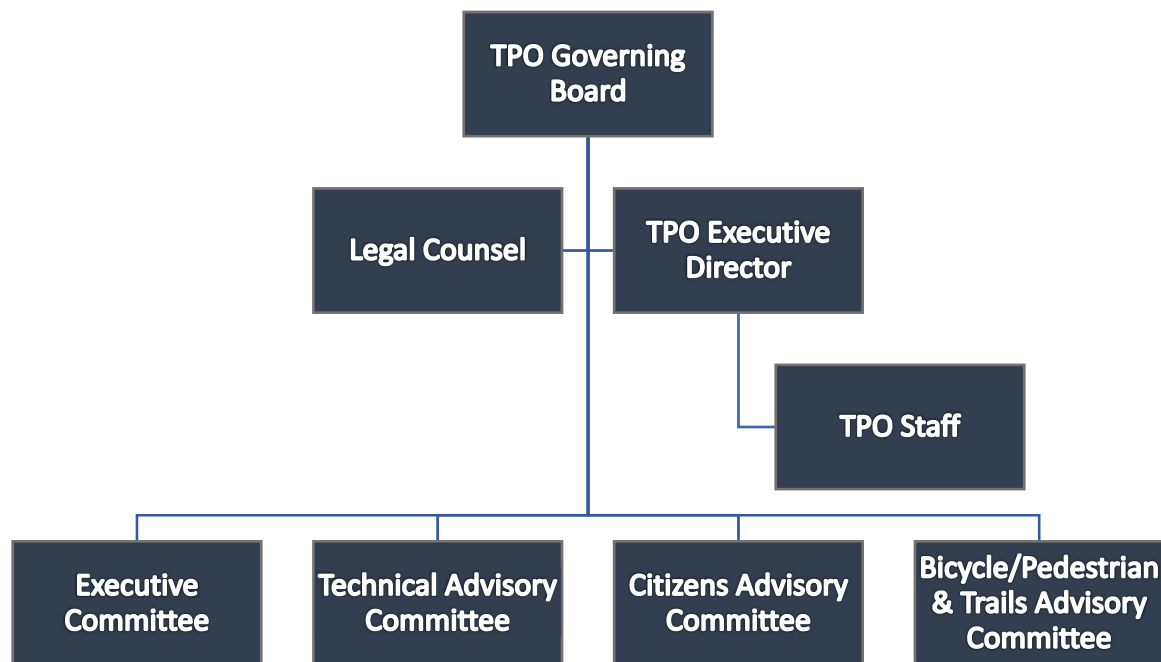 TPO Governing
Board
Legal Counsel
TPO Executive
Director
TPO Staff
Executive
Committee
Technical Advisory
Committee
Citizens Advisory
Committee
Bicycle/Pedestrian
& Trails Advisory
Committee